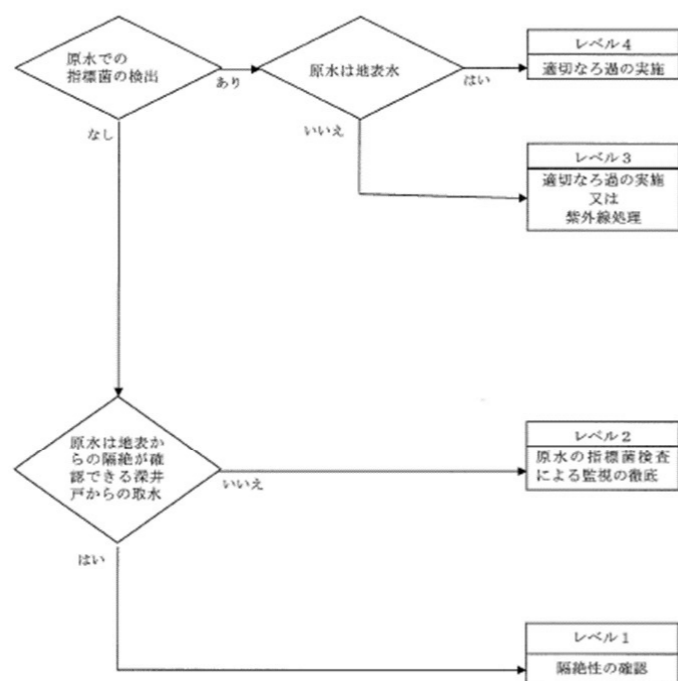 原水での
指標菌の検出
あり
原水は地表水
はい
レベル4
適切なろ過の実施
なし
いいえ
レベル3
適切なろ過の実施
又は
紫外線処理
原水は地表か
らの隔絶が確
認できる深井
戸からの取水
いいえ
レベル2
原水の指標菌検査
による監視の徹底
はい
レベル1
隔絶性の確認